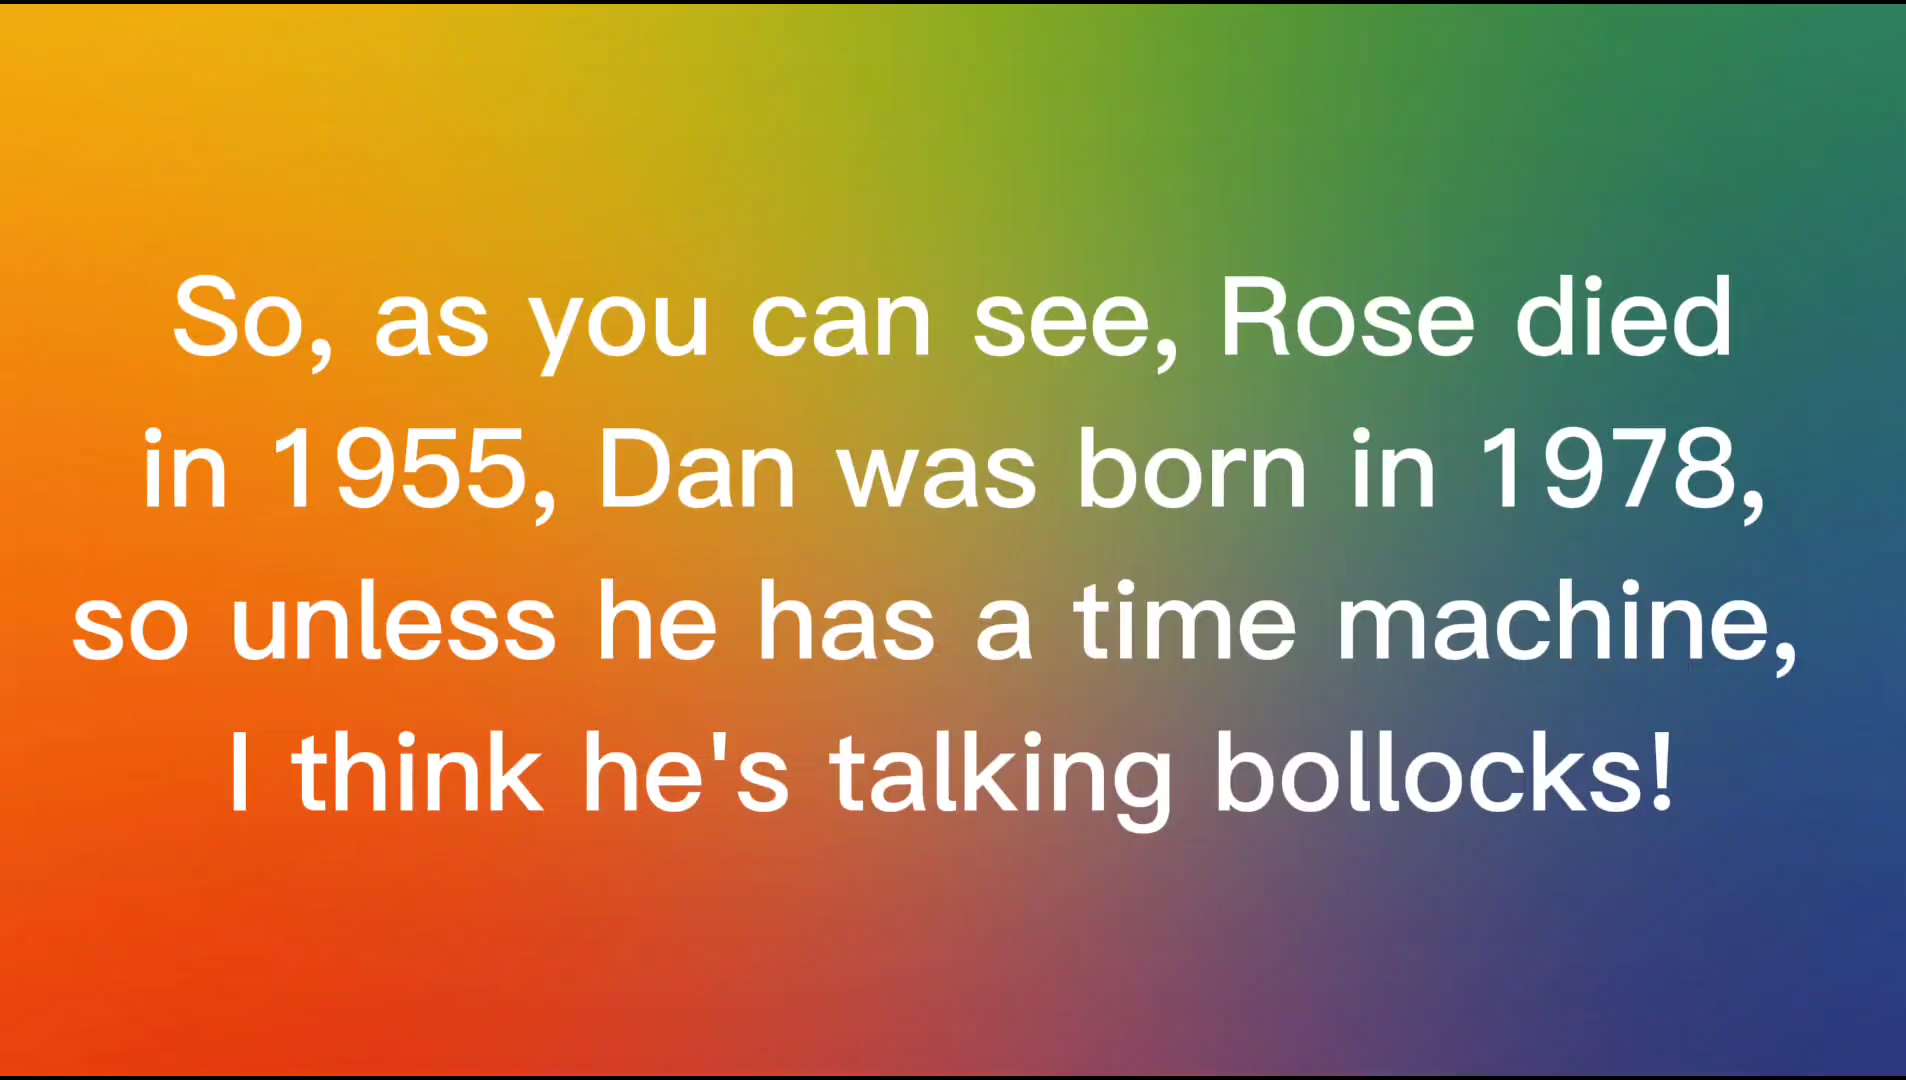 So, as you can see, Rose died
in 1955, Dan was born in 1978,
so unless he has a time machine,
I think he's talking bollocks!